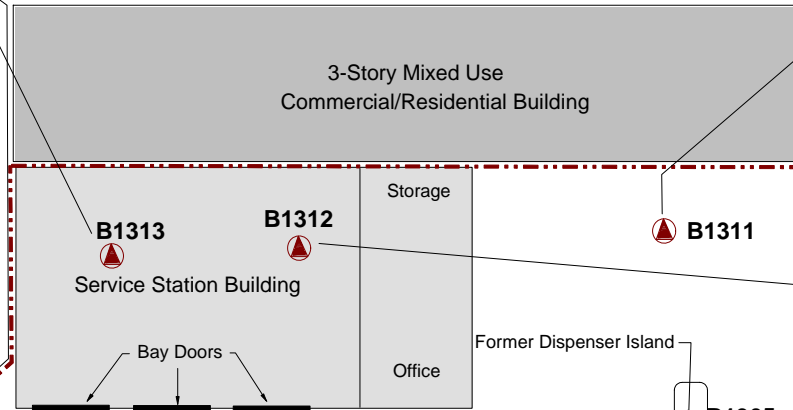 3-Story Mixed Use
Commercial/Residential Building
Storage
B1313
B1312
B1311
Service Station Building
Former Dispenser Island
Bay Doors
Office